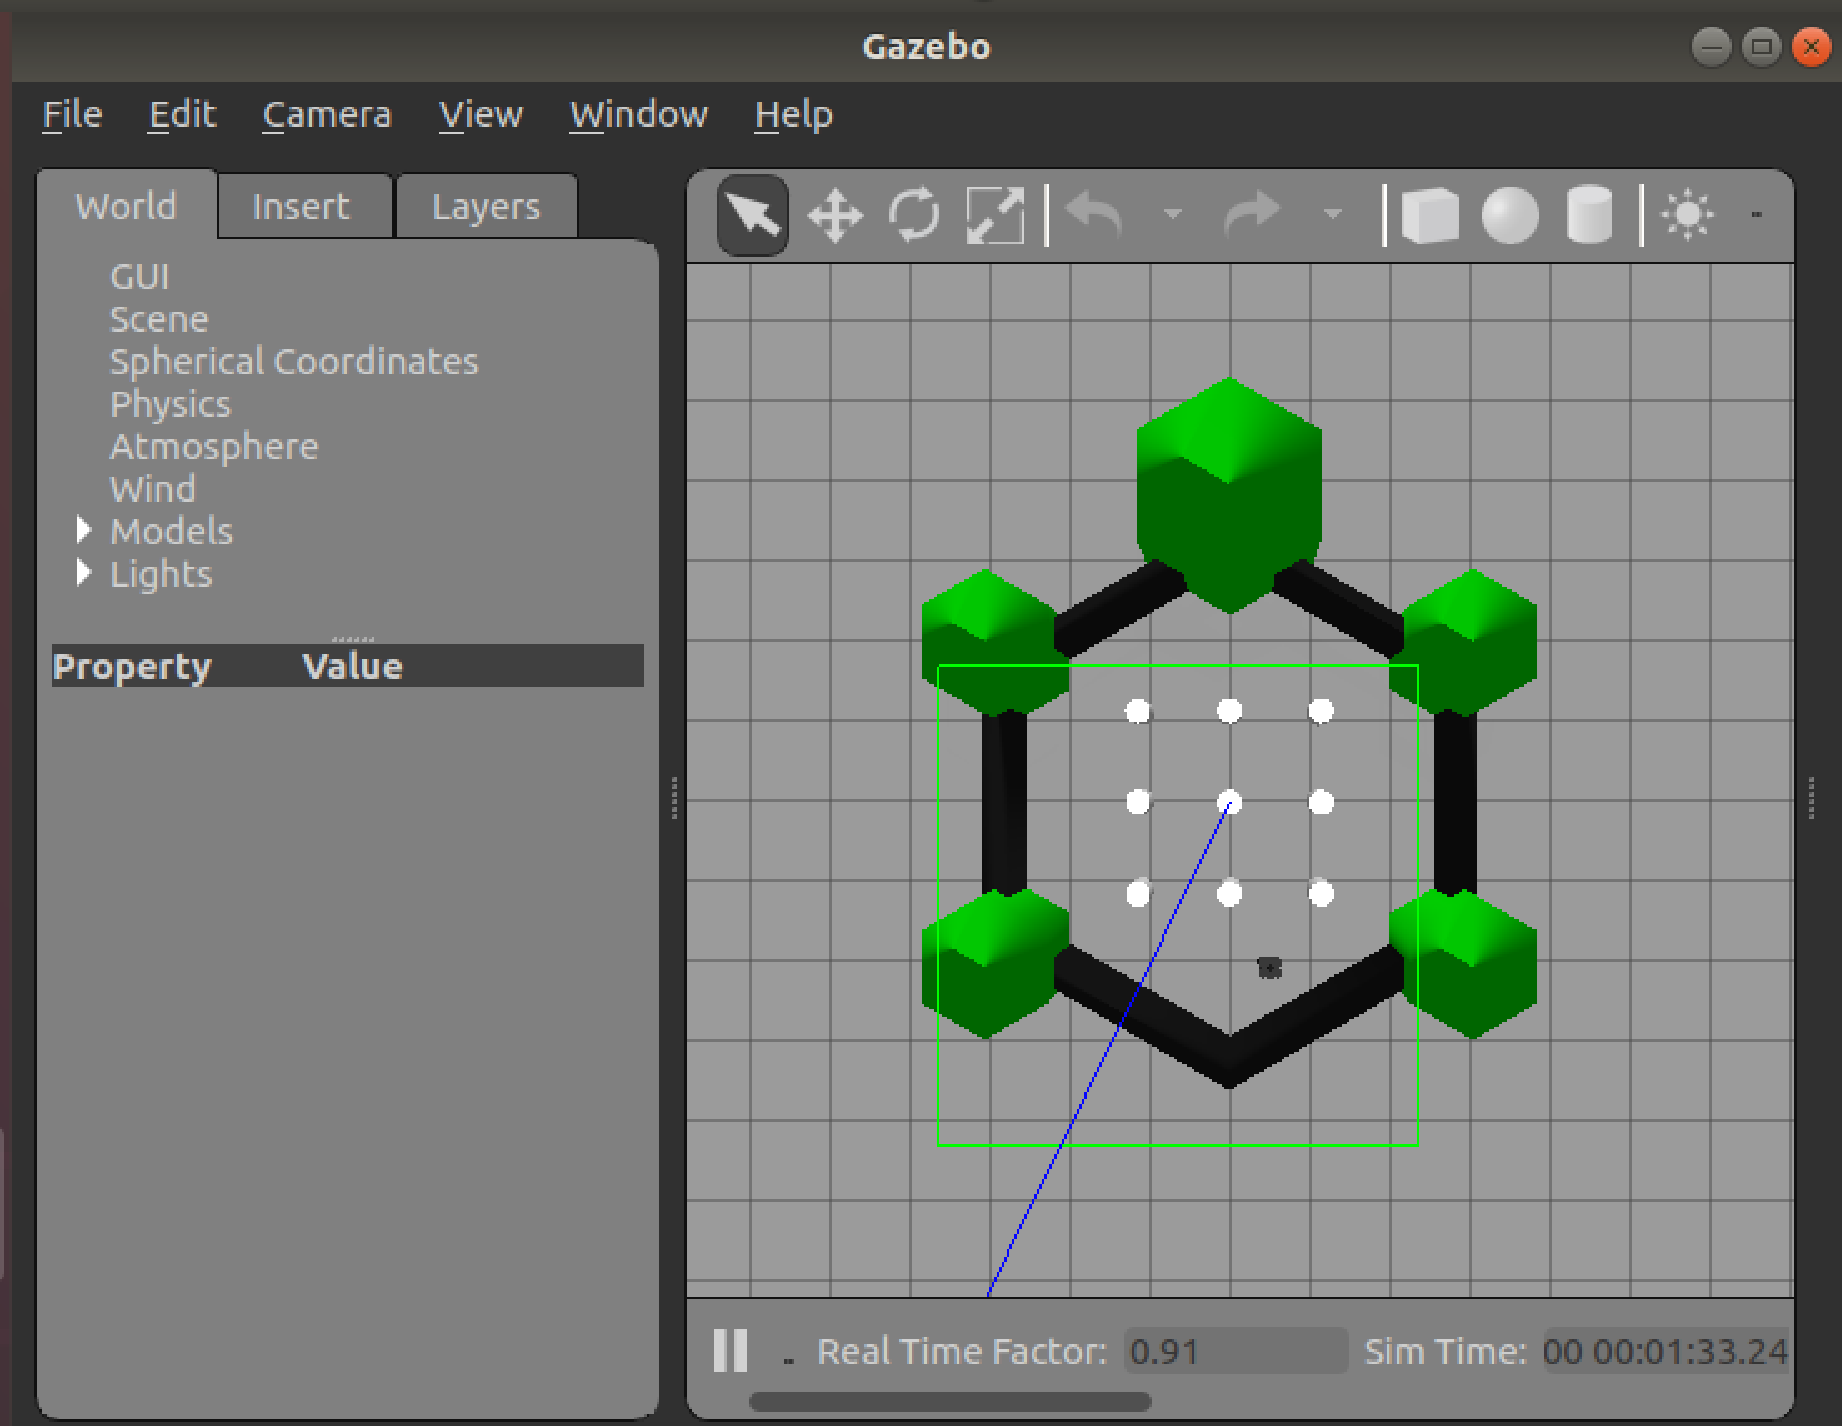 Gazebo
File Edit Camera View Window Help
World Insert Layers
GUI
Scene
Spherical Coordinates
Physics
Atmosphere
Wind
Models
Lights
Property Value
Real Time Factor: 0.91 Sim Time: 00 00:01:33.24